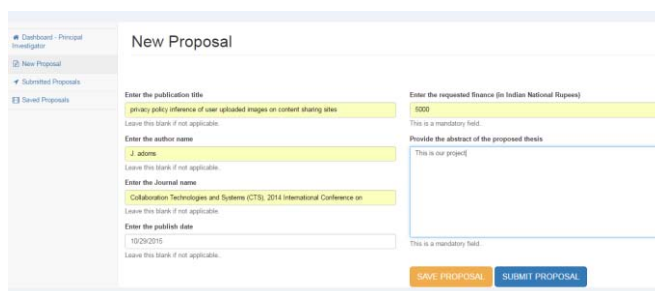 Dashboard - Principal
Investigator
New Proposal
Submitted Proposals
Saved Proposals
New Proposal
Enter the publication title
privacy policy inference of user uploaded images on content sharing sites
Leave this blank if not applicable.
Enter the author name
J. adoms
Leave this blank if not applicable.
Enter the Journal name
Collaboration Technologies and Systems (CTS), 2014 International Conference on
Leave this blank if not applicable.
Enter the publish date
10/29/2015
Leave this blank if not applicable.
Enter the requested finance (in Indian National Rupees)
5000
This is a mandatory field.
Provide the abstract of the proposed thesis
This is our project
This is a mandatory field.
SAVE PROPOSAL
SUBMIT PROPOSAL